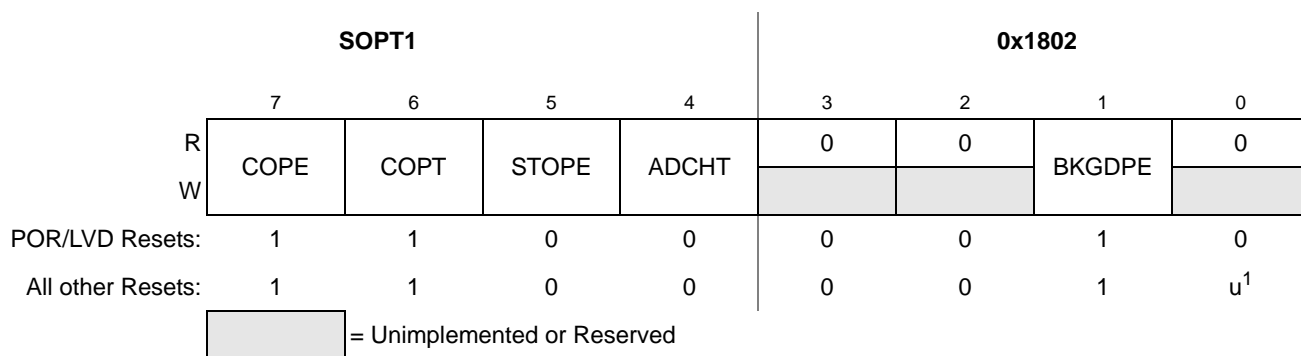 SOPT1 0x1802
7 6 5 4 3 2 1 0
R COPE COPT STOPE ADCHT 0 0 BKGDPE 0
W
POR/LVD Resets: 1 1 0 0 0 0 1 0
All other Resets: 1 1 0 0 0 0 1 u1
= Unimplemented or Reserved